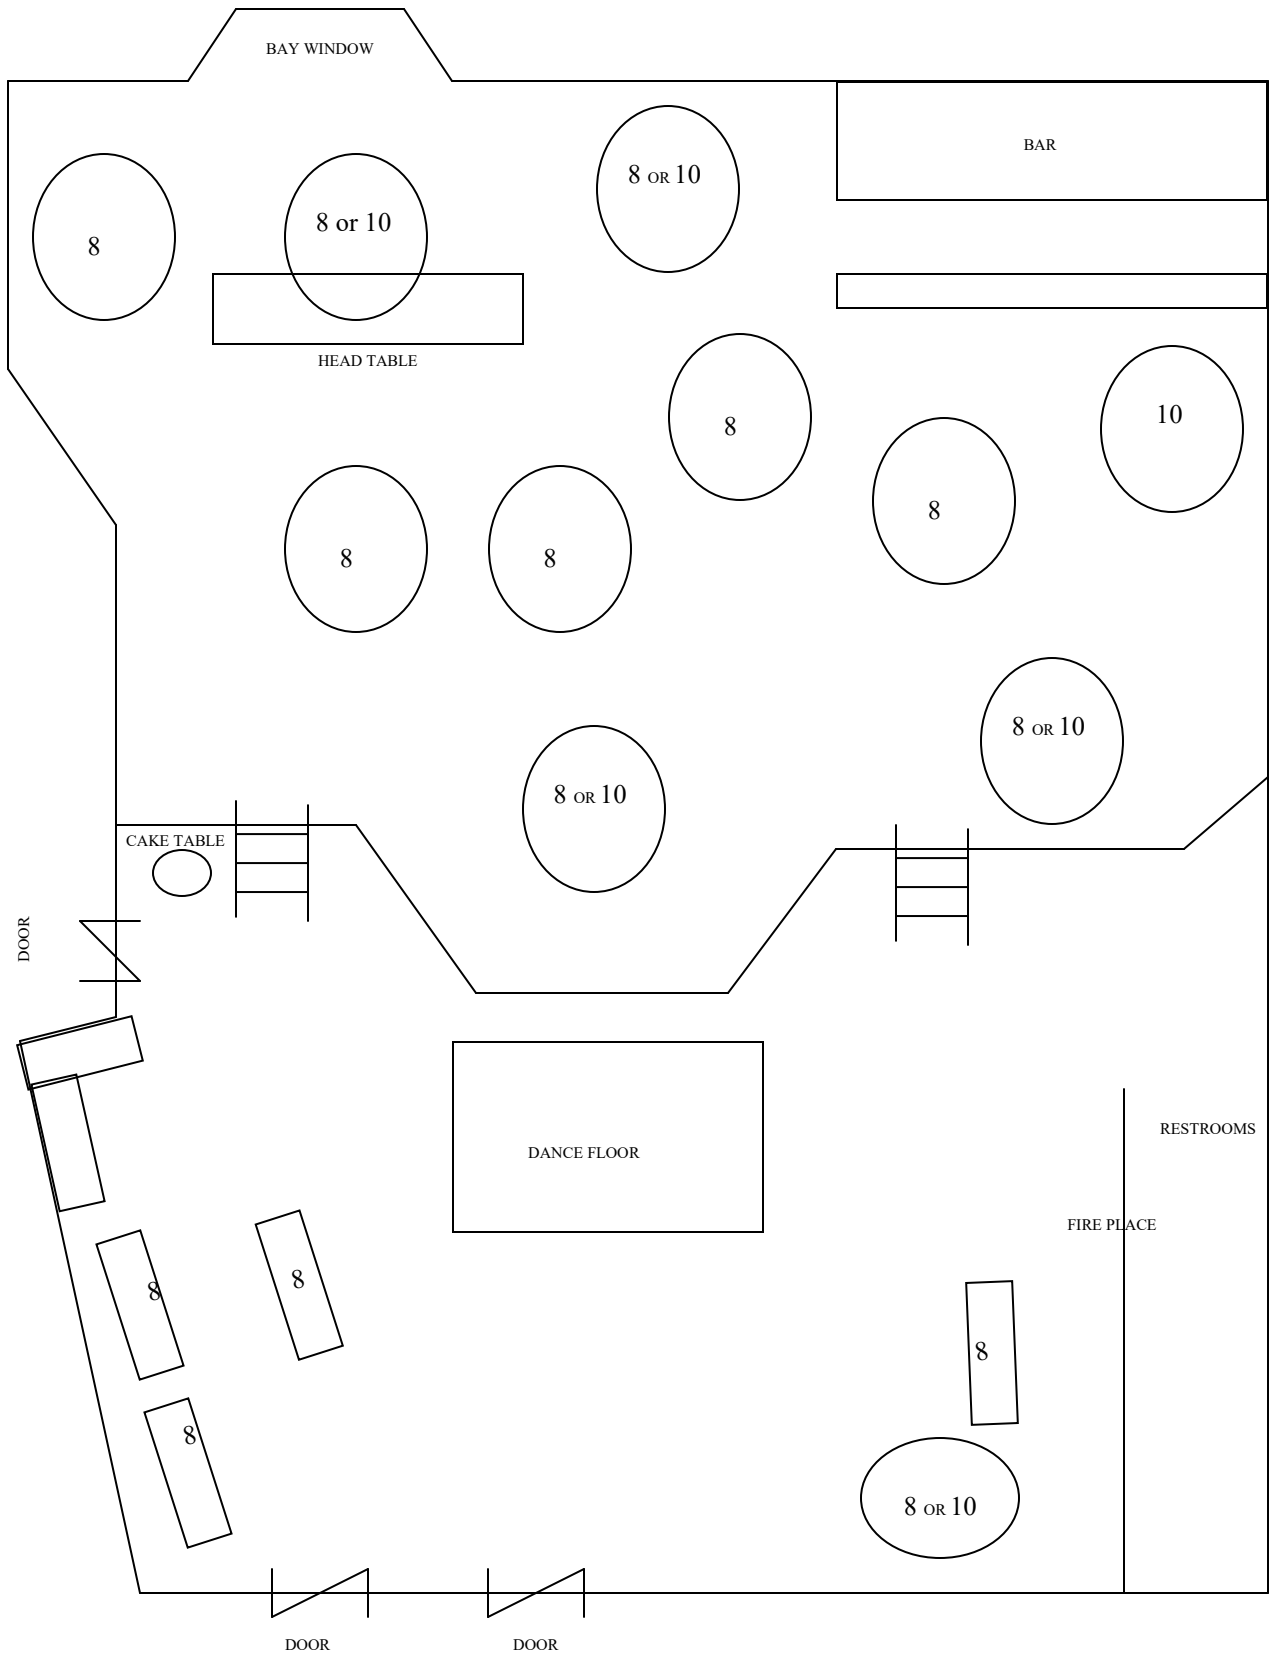 BAY WINDOW
BAR
8 OR 10
8 or 10
8
HEAD TABLE
8
10
8
8
8
8 OR 10
8 OR 10
CAKE TABLE
DOOR
DANCE FLOOR
RESTROOMS
FIRE PLACE
8
8
8
8
8 OR 10
DOOR
DOOR